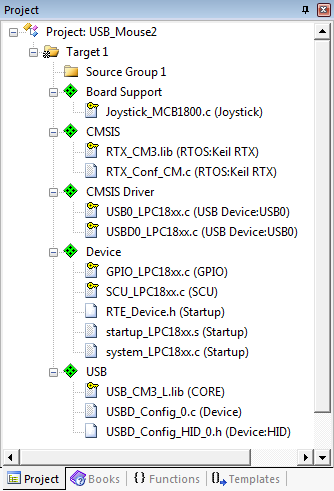 Project
Project: USB_Mouse2
Target 1
Source Group 1
Board Support
Joystick_MCB1800.c (Joystick)
CMSIS
RTX_CM3.lib (RTOS:Keil RTX)
RTX_Conf_CM.c (RTOS:Keil RTX)
CMSIS Driver
USB0_LPC18xx.c (USB Device:USB0)
USBD0_LPC18xx.c (USB Device:USB0)
Device
GPIO_LPC18xx.c (GPIO)
SCU_LPC18xx.c (SCU)
RTE_Device.h (Startup)
startup_LPC18xx.s (Startup)
system_LPC18xx.c (Startup)
USB
USB_CM3_L.lib (CORE)
USBD_Config_0.c (Device)
USBD_Config_HID_0.h (Device:HID)
Project Books {} Functions 0 Templates